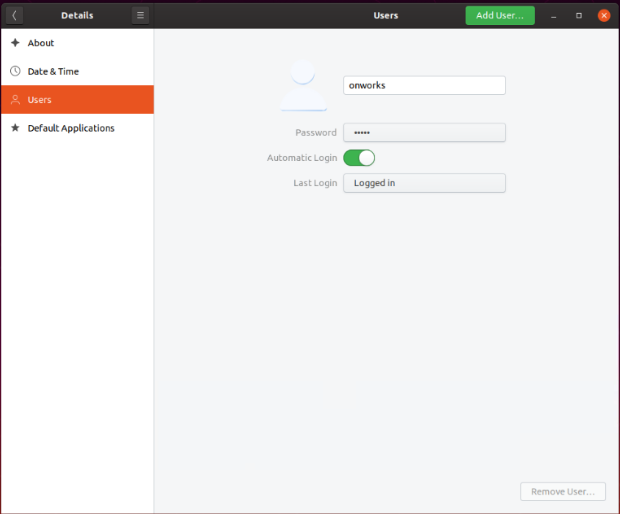 Details
Users
Add User...
About
Date & Time
Users
Default Applications
onworks
Password •••••
Automatic Login
Last Login Logged in
Remove User...